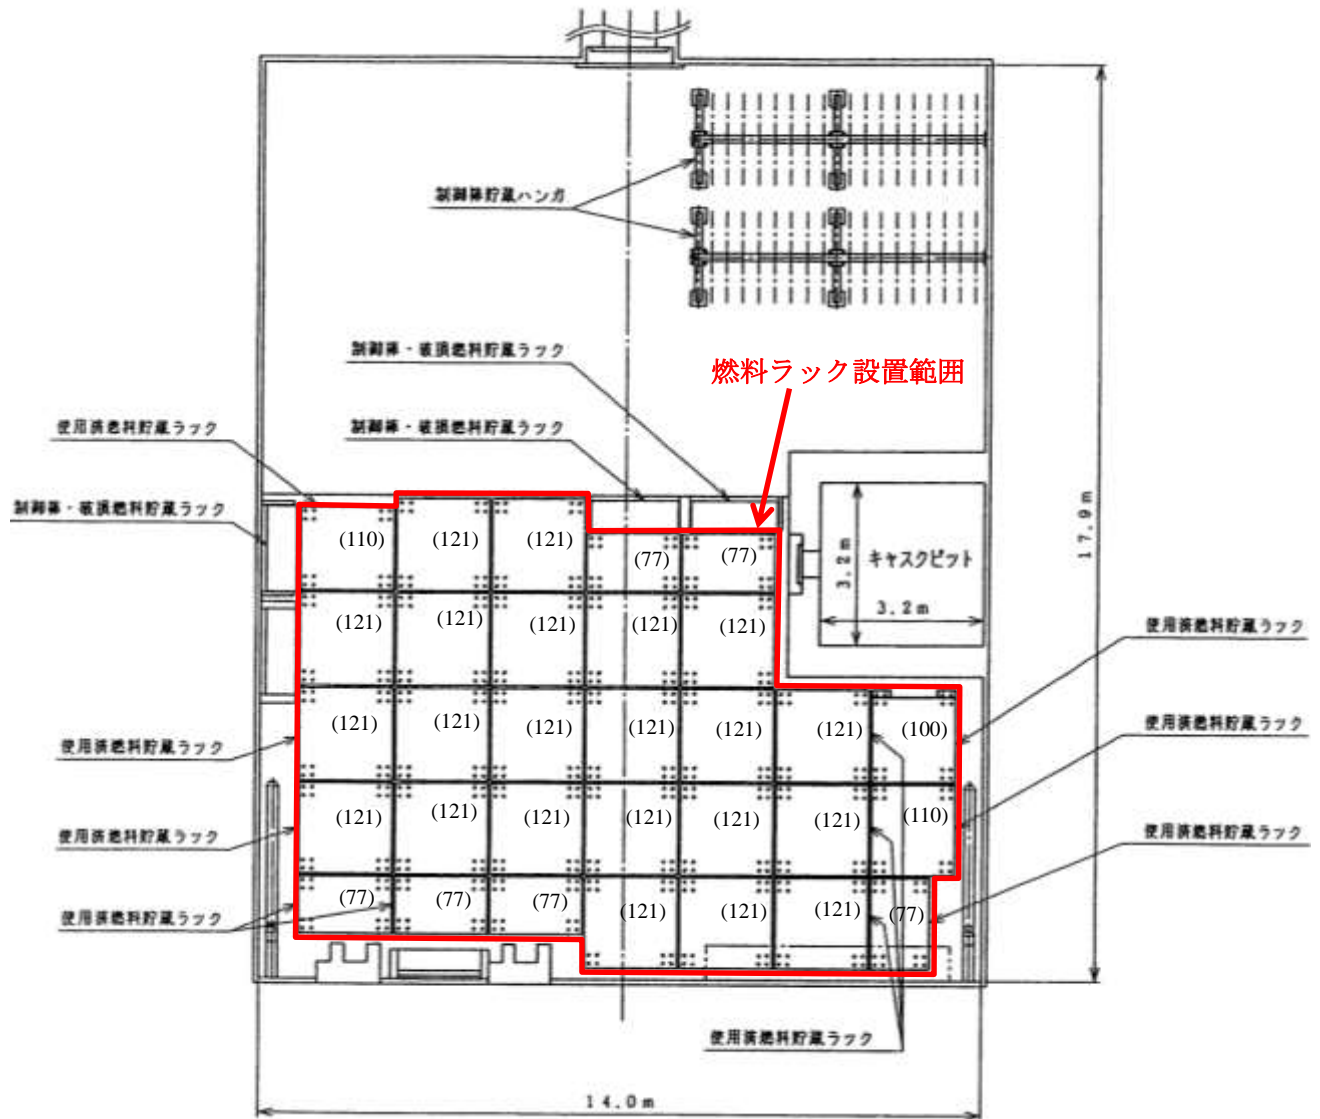 制御棒貯蔵ハンガ
制御棒・破損燃料貯蔵ラック
燃料ラック設置範囲
使用済燃料貯蔵ラック
制御棒・破損燃料貯蔵ラック
制御棒・破損燃料貯蔵ラック
17.9m
3.2m
キャスクピット
3.2m
(110) (121) (121) (77) (77)
(121) (121) (121) (121) (121)
使用済燃料貯蔵ラック
(121) (121) (121) (121) (121) (121) (100)
使用済燃料貯蔵ラック
使用済燃料貯蔵ラック
(121) (121) (121) (121) (121) (121) (110)
使用済燃料貯蔵ラック
使用済燃料貯蔵ラック
(77) (77) (77) (121) (121) (121) (77)
使用済燃料貯蔵ラック
使用済燃料貯蔵ラック
14.0m